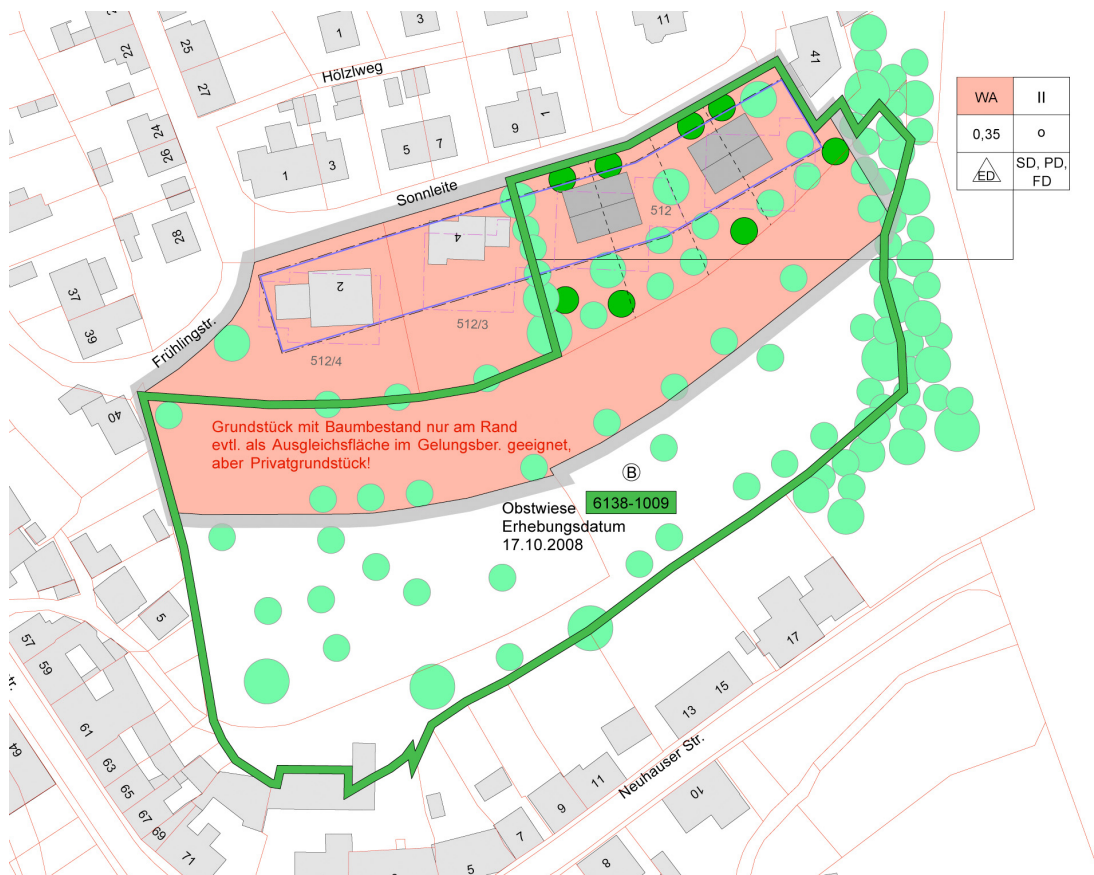 22
25
27
1
3
11
41
Hölzlweg
24
26
28
1
3
5
7
9
1
Sonnleite
WA
II
0,35
o
ED
SD, PD,
FD
512
4
2
512/3
512/4
37
39
40
Frühlingstr.
Grundstück mit Baumbestand nur am Rand
evtl. als Ausgleichsfläche im Gelungsber. geeignet,
aber Privatgrundstück!
B
6138-1009
Obstwiese
Erhebungsdatum
17.10.2008
5
57
59
61
63
65
67
69
71
64
tr.
17
15
13
11
9
7
5
10
8
Neuhauser Str.